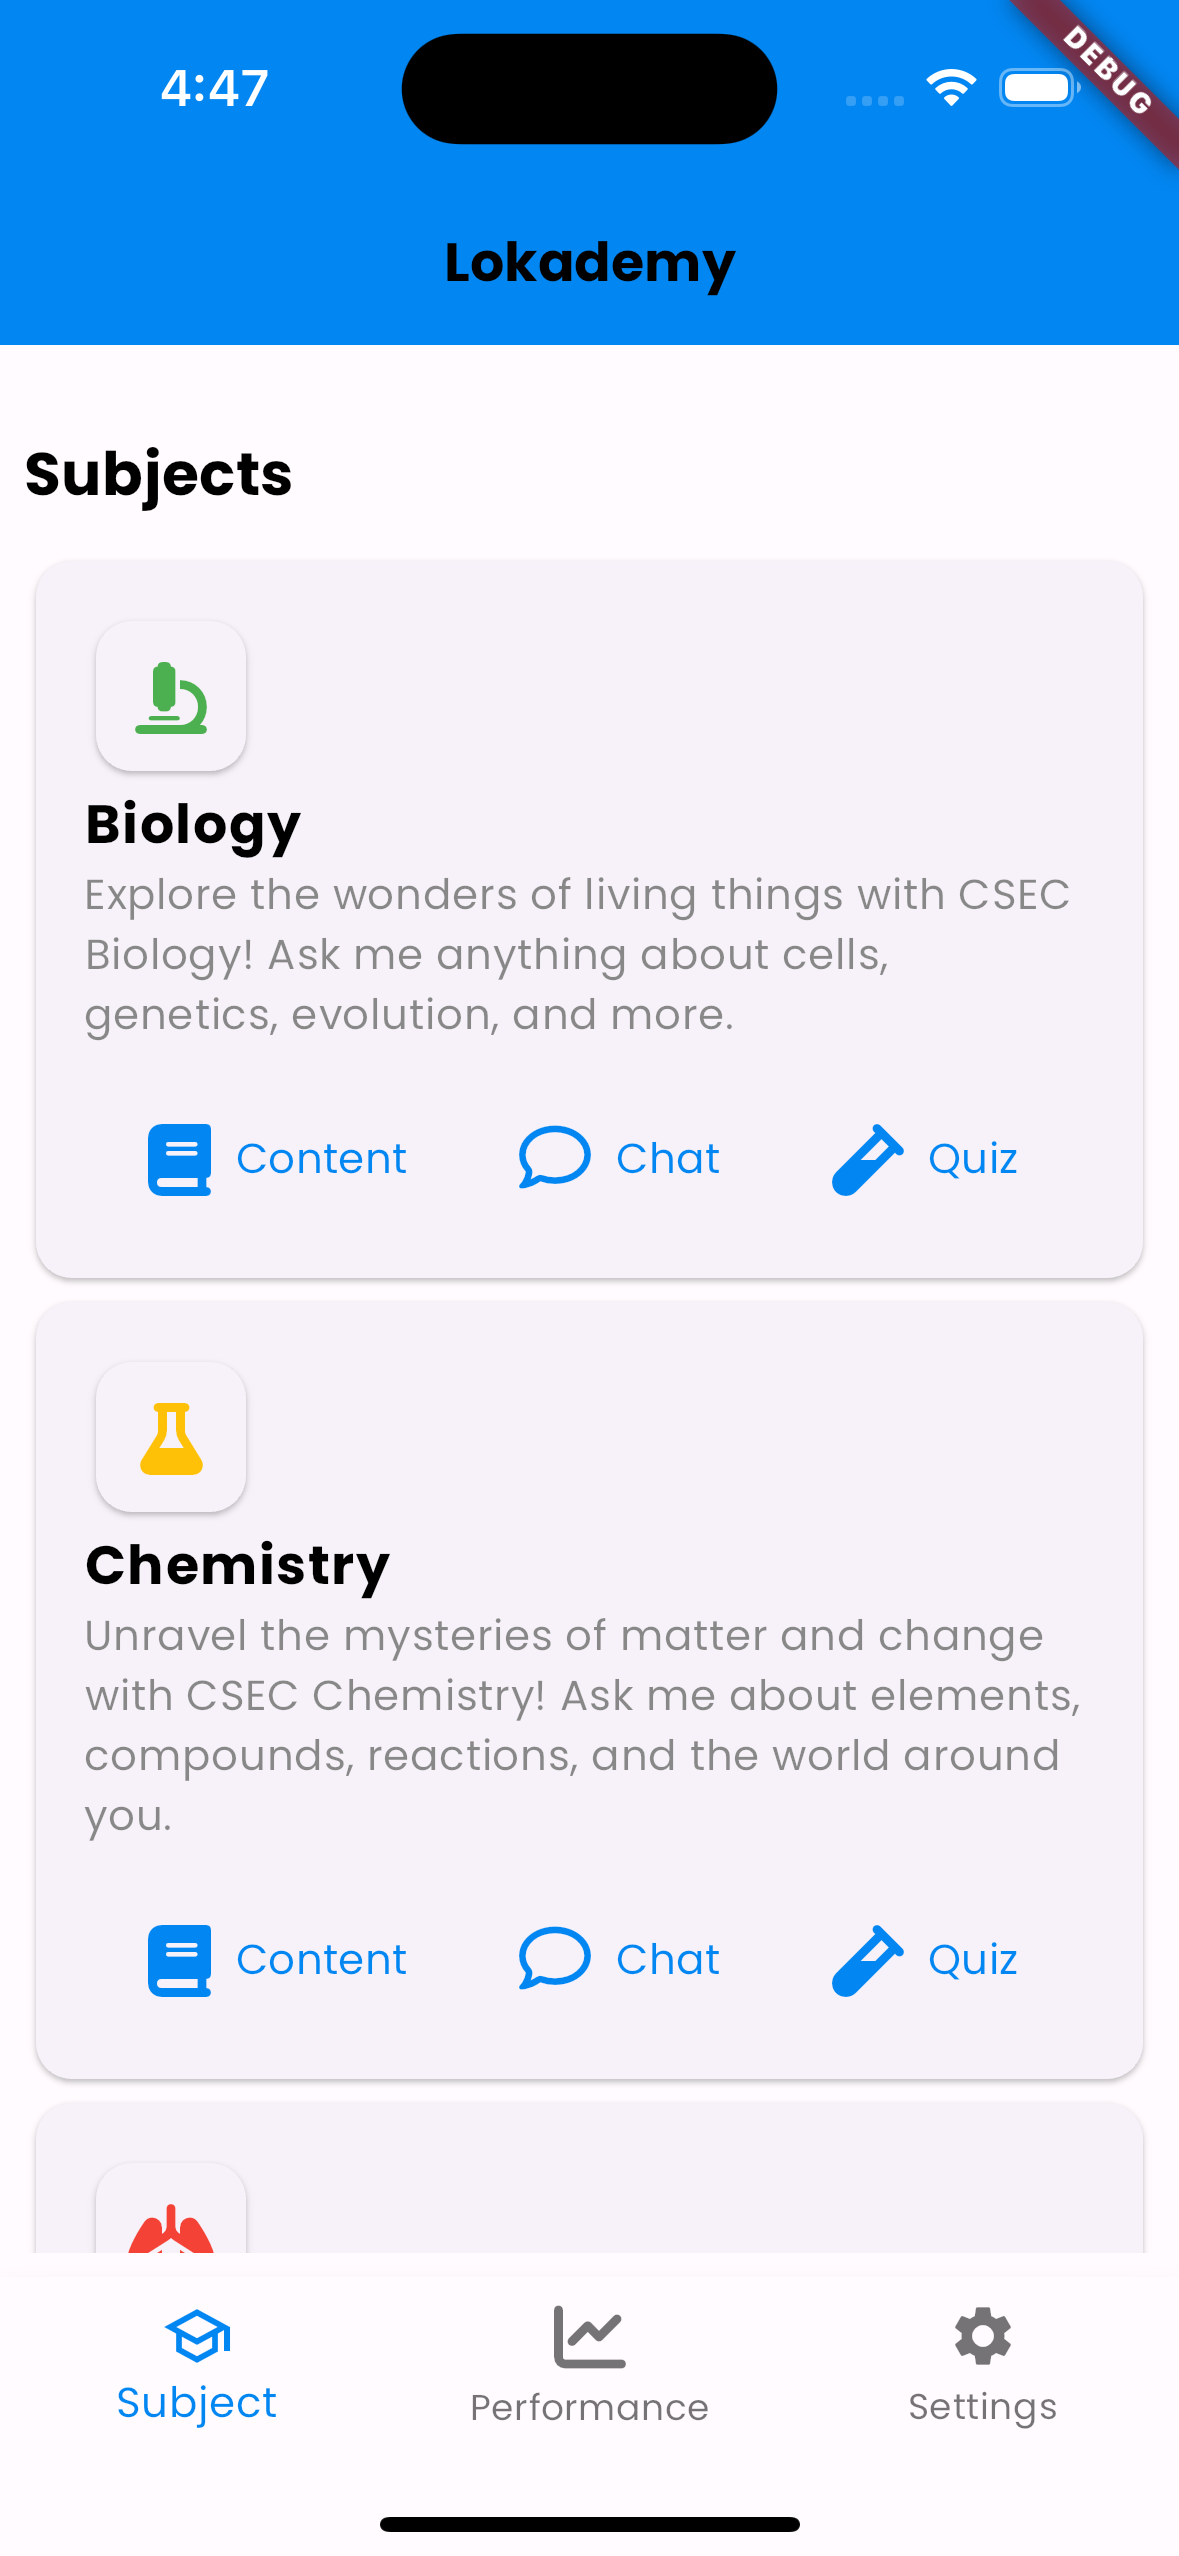 4:47
DEBUG
Lokademy
Subjects
Biology
Explore the wonders of living things with CSEC
Biology! Ask me anything about cells,
genetics, evolution, and more.
Content
Chat
Quiz
Chemistry
Unravel the mysteries of matter and change
with CSEC Chemistry! Ask me about elements,
compounds, reactions, and the world around
you.
Content
Chat
Quiz
Subject
Performance
Settings